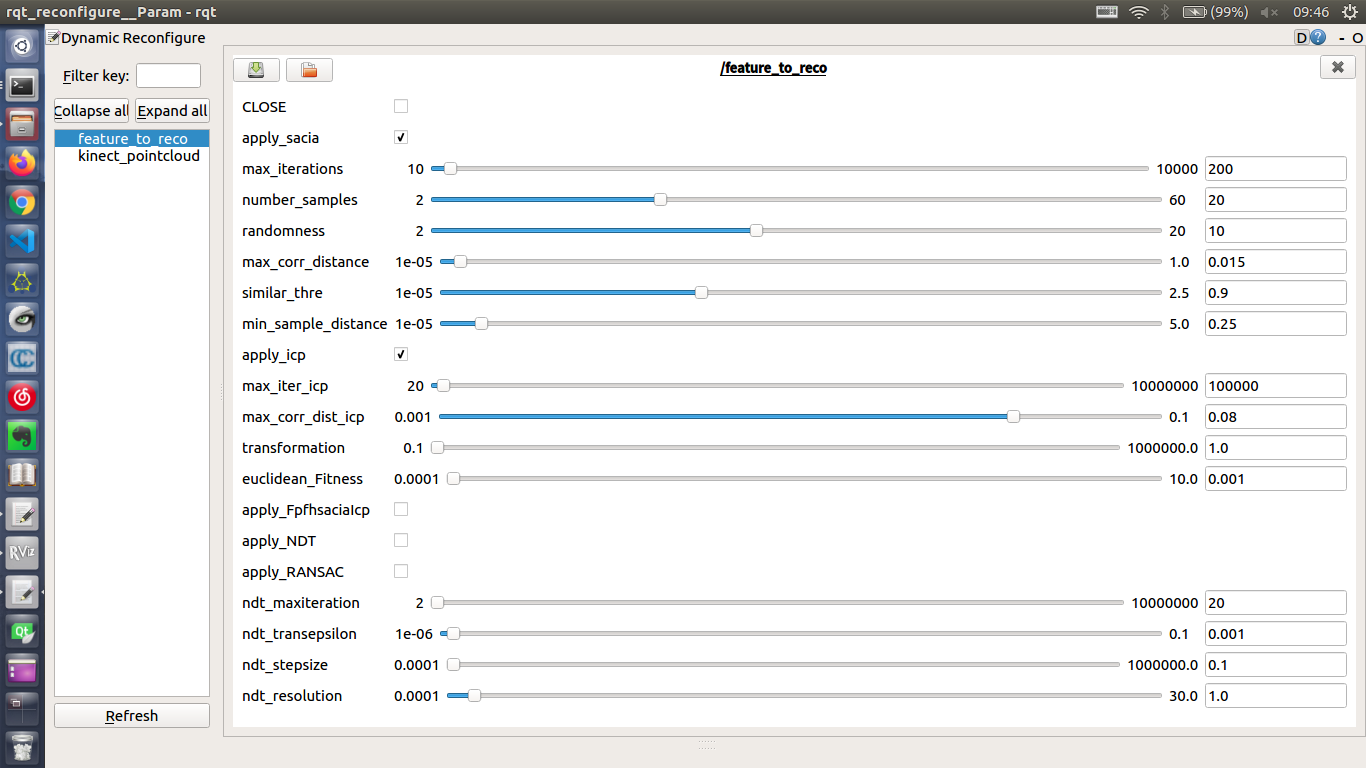 rqt_reconfigure__Param - rqt
(99%) 09:46
Dynamic Reconfigure
D ? - O
Filter key:
Collapse all Expand all
feature_to_reco
kinect_pointcloud
Refresh
/feature_to_reco
CLOSE
apply_sacia
max_iterations 10 10000 200
number_samples 2 60 20
randomness 2 20 10
max_corr_distance 1e-05 1.0 0.015
similar_thre 1e-05 2.5 0.9
min_sample_distance 1e-05 5.0 0.25
apply_icp
max_iter_icp 20 10000000 100000
max_corr_dist_icp 0.001 0.1 0.08
transformation 0.1 1000000.0 1.0
euclidean_Fitness 0.0001 10.0 0.001
apply_FpfhsaciaIcp
apply_NDT
apply_RANSAC
ndt_maxiteration 2 10000000 20
ndt_transepsilon 1e-06 0.1 0.001
ndt_stepsize 0.0001 1000000.0 0.1
ndt_resolution 0.0001 30.0 1.0
RViz
Qt